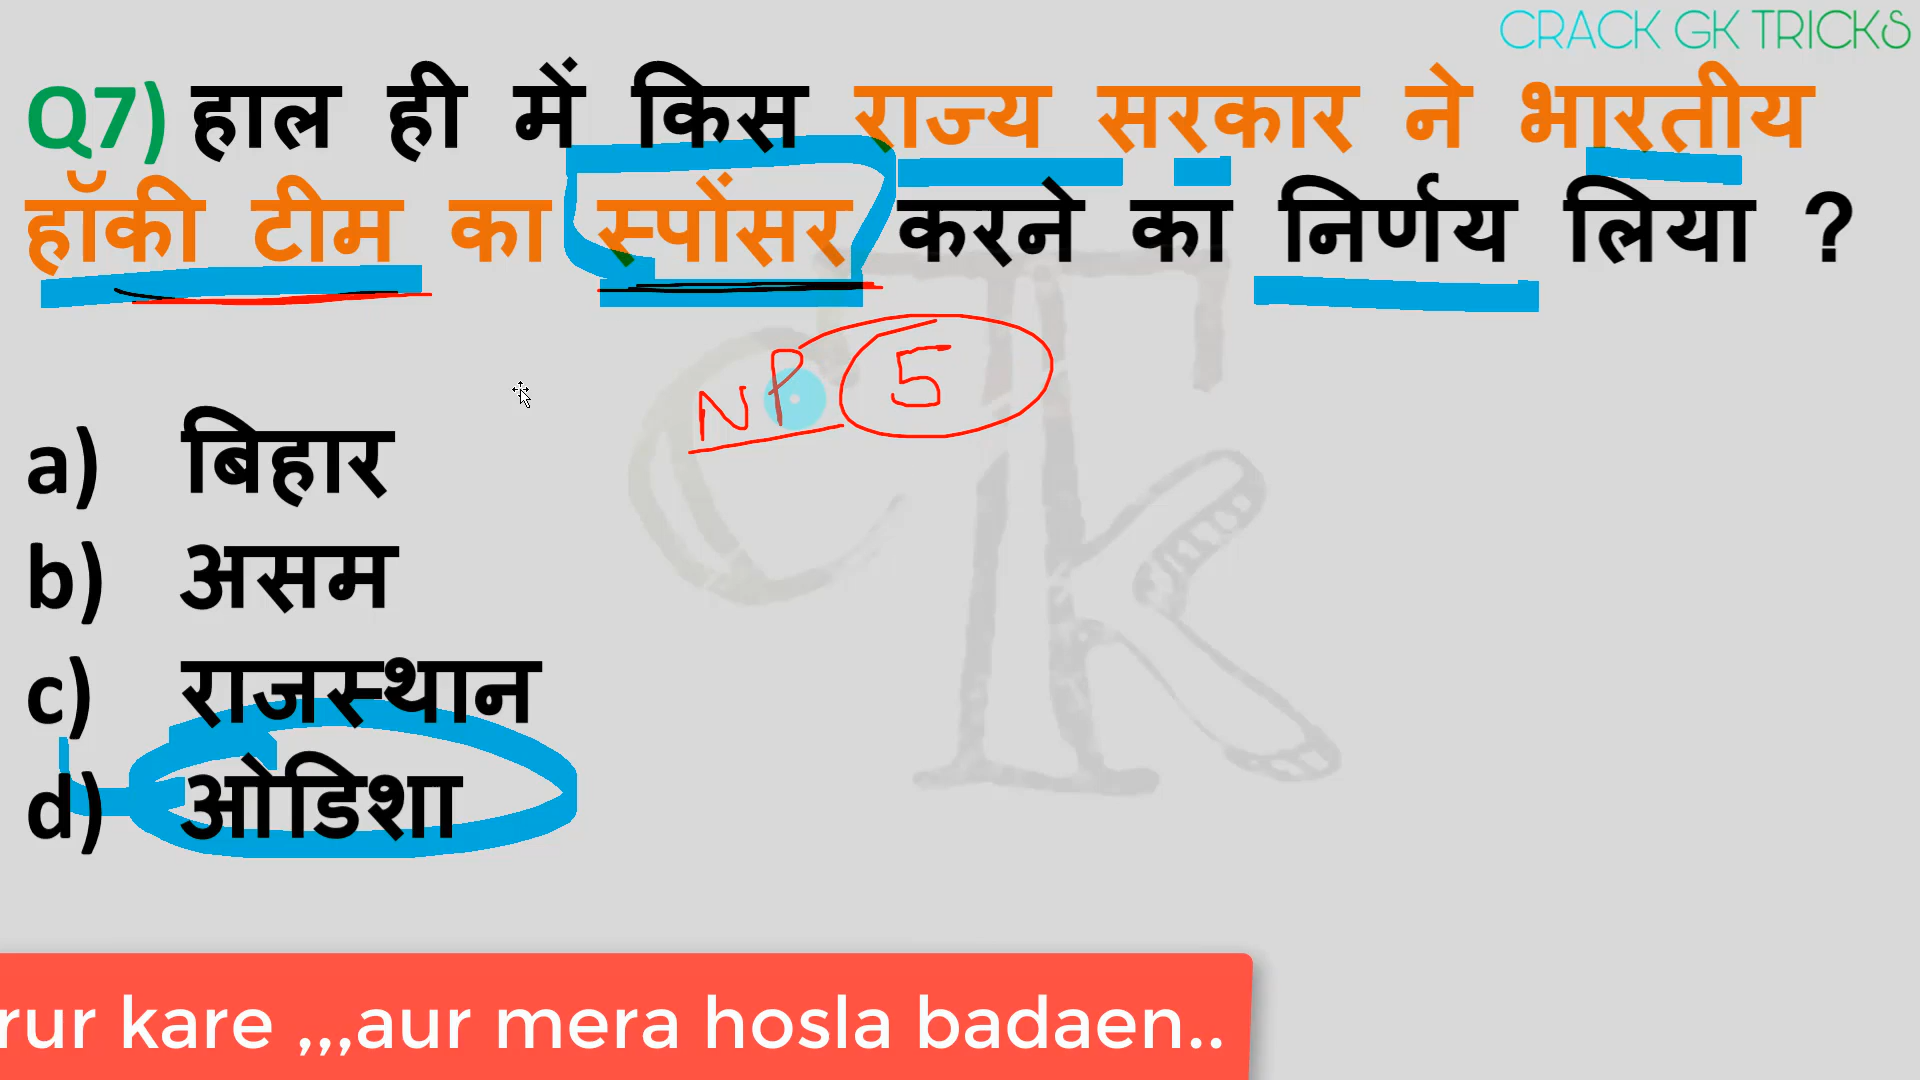 CRACK GK TRICKS
Q7) हाल ही में किस राज्य सरकार ने भारतीय
हॉकी टीम का स्पोंसर करने का निर्णय लिया ?
NP 5
a) बिहार
b) असम
c) राजस्थान
d) ओडिशा
rur kare ,,,aur mera hosla badaen..